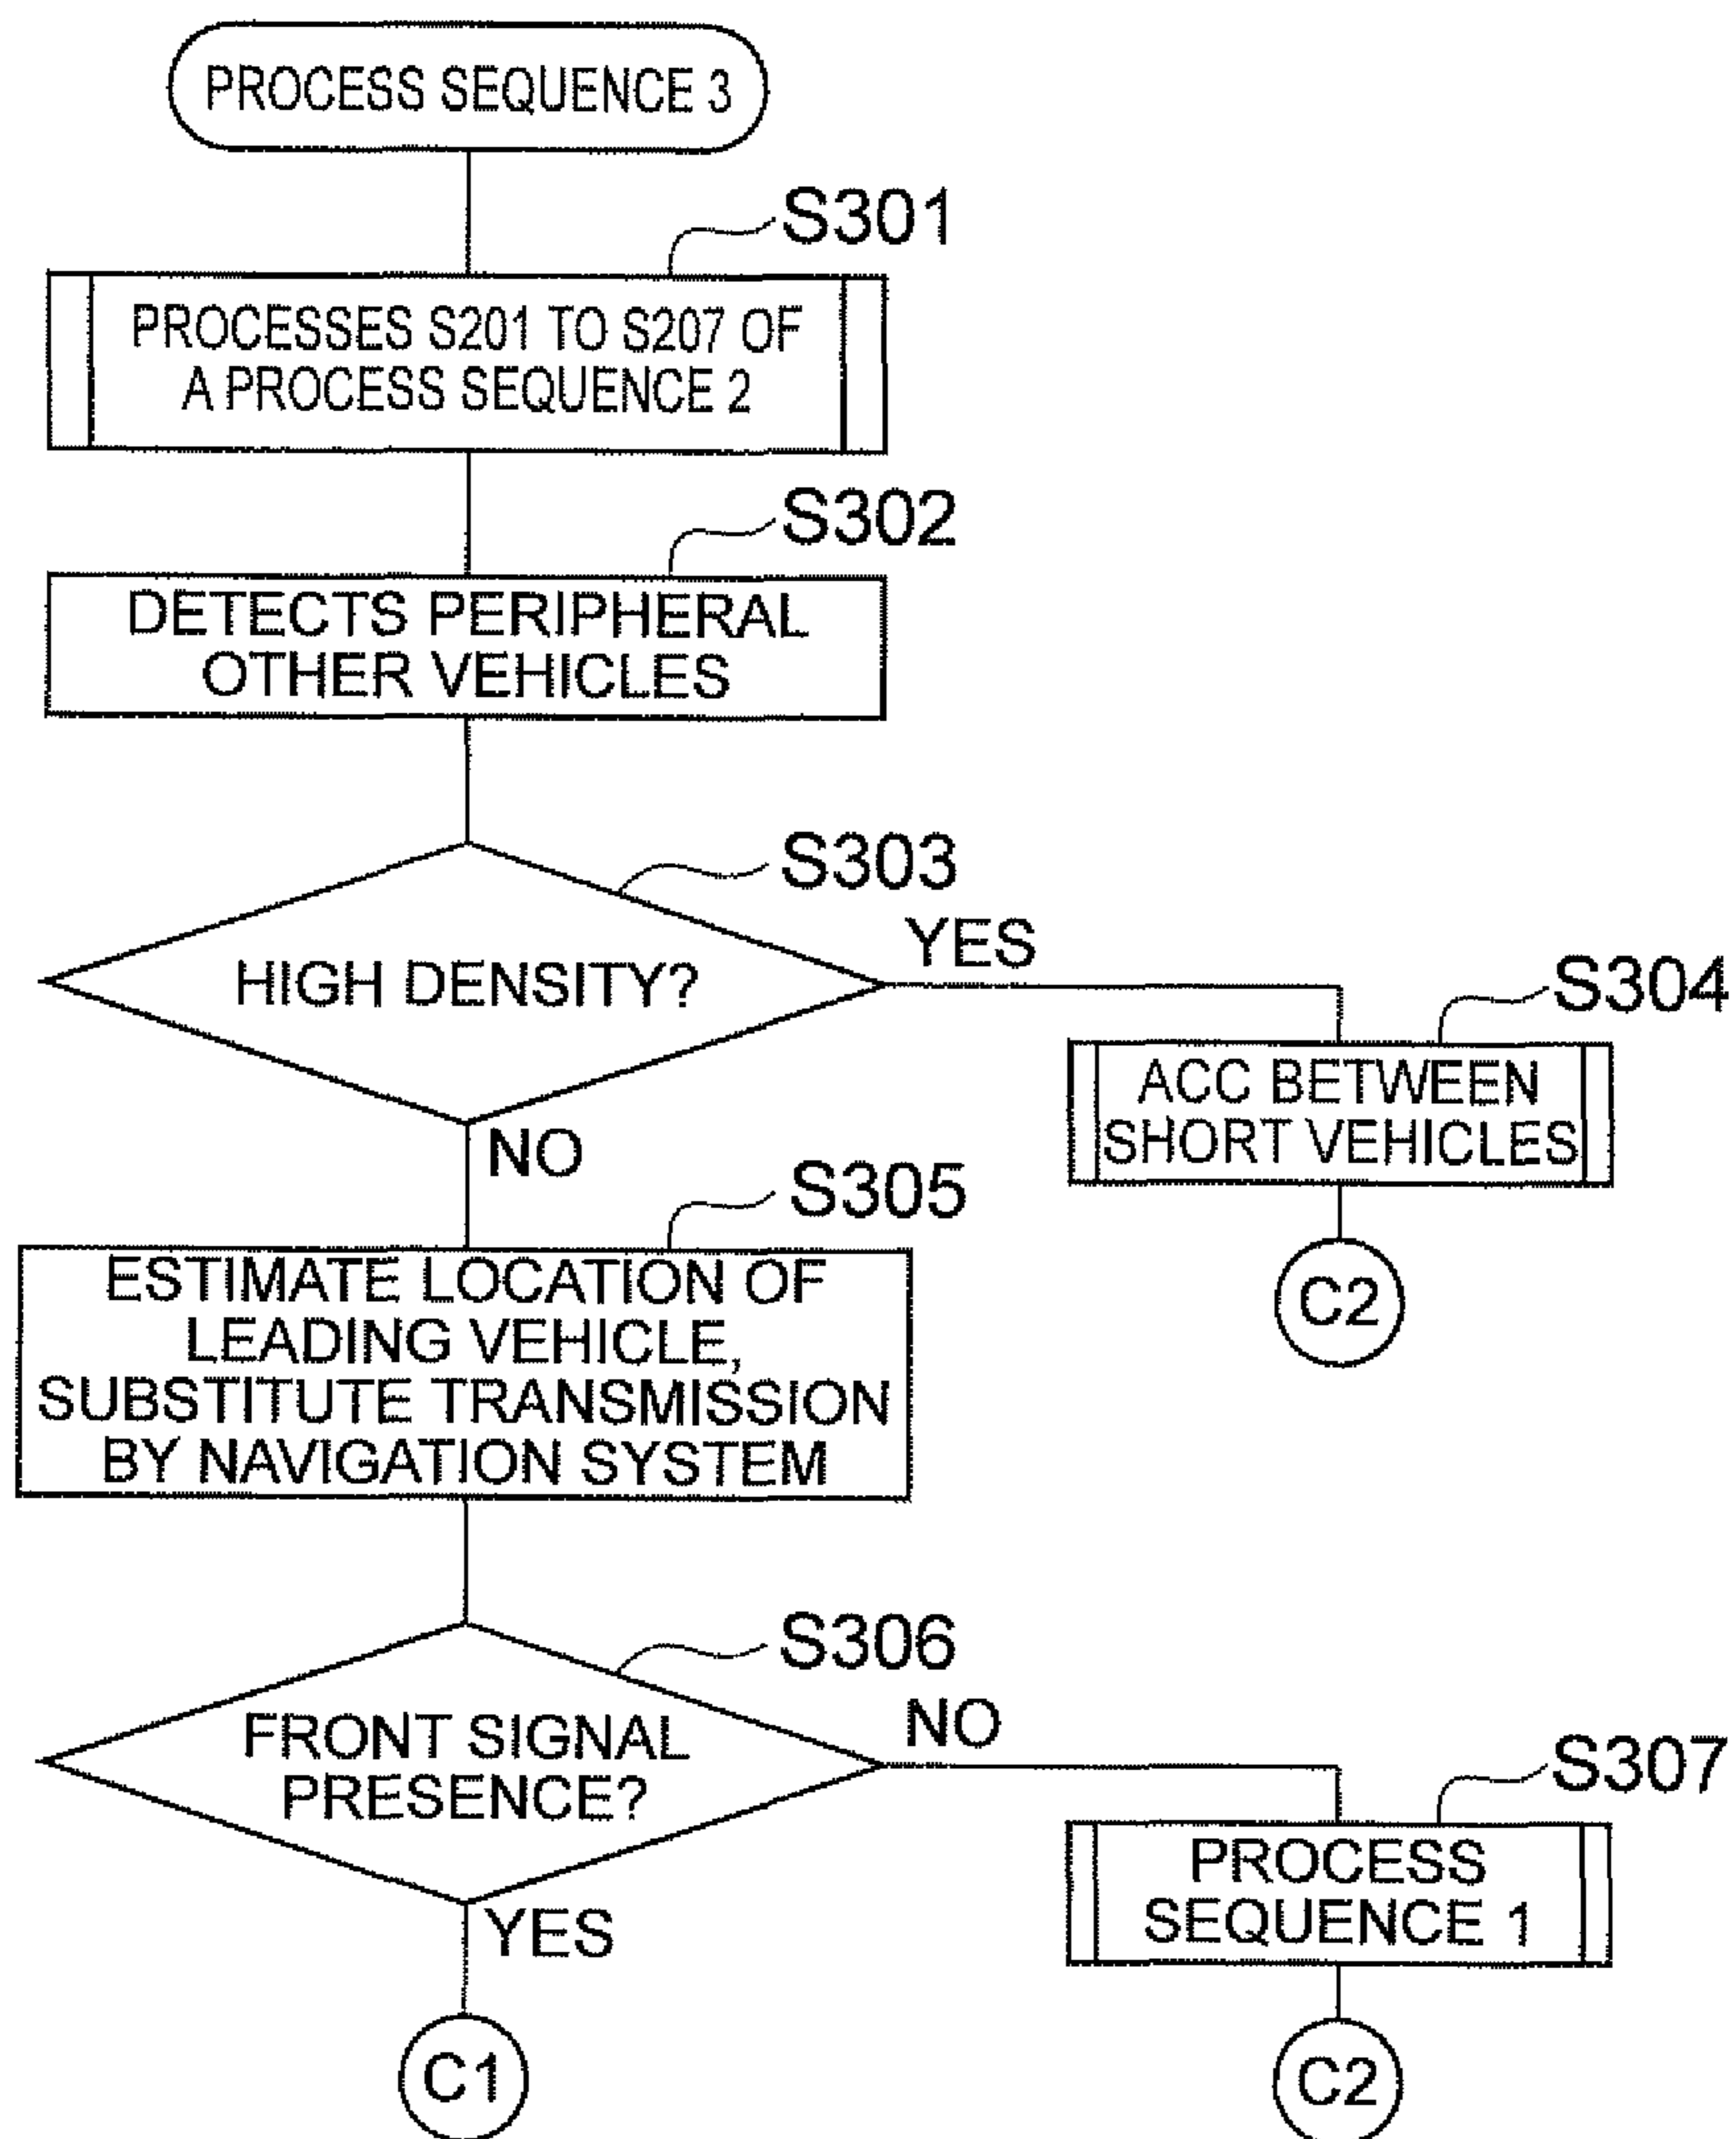 PROCESS SEQUENCE 3
S301
PROCESSES S201 TO S207 OF
A PROCESS SEQUENCE 2
S302
DETECTS PERIPHERAL
OTHER VEHICLES
S303
HIGH DENSITY?
YES
NO
S304
ACC BETWEEN
SHORT VEHICLES
C2
S305
ESTIMATE LOCATION OF
LEADING VEHICLE,
SUBSTITUTE TRANSMISSION
BY NAVIGATION SYSTEM
S306
FRONT SIGNAL
PRESENCE?
NO
YES
S307
PROCESS
SEQUENCE 1
C1
C2